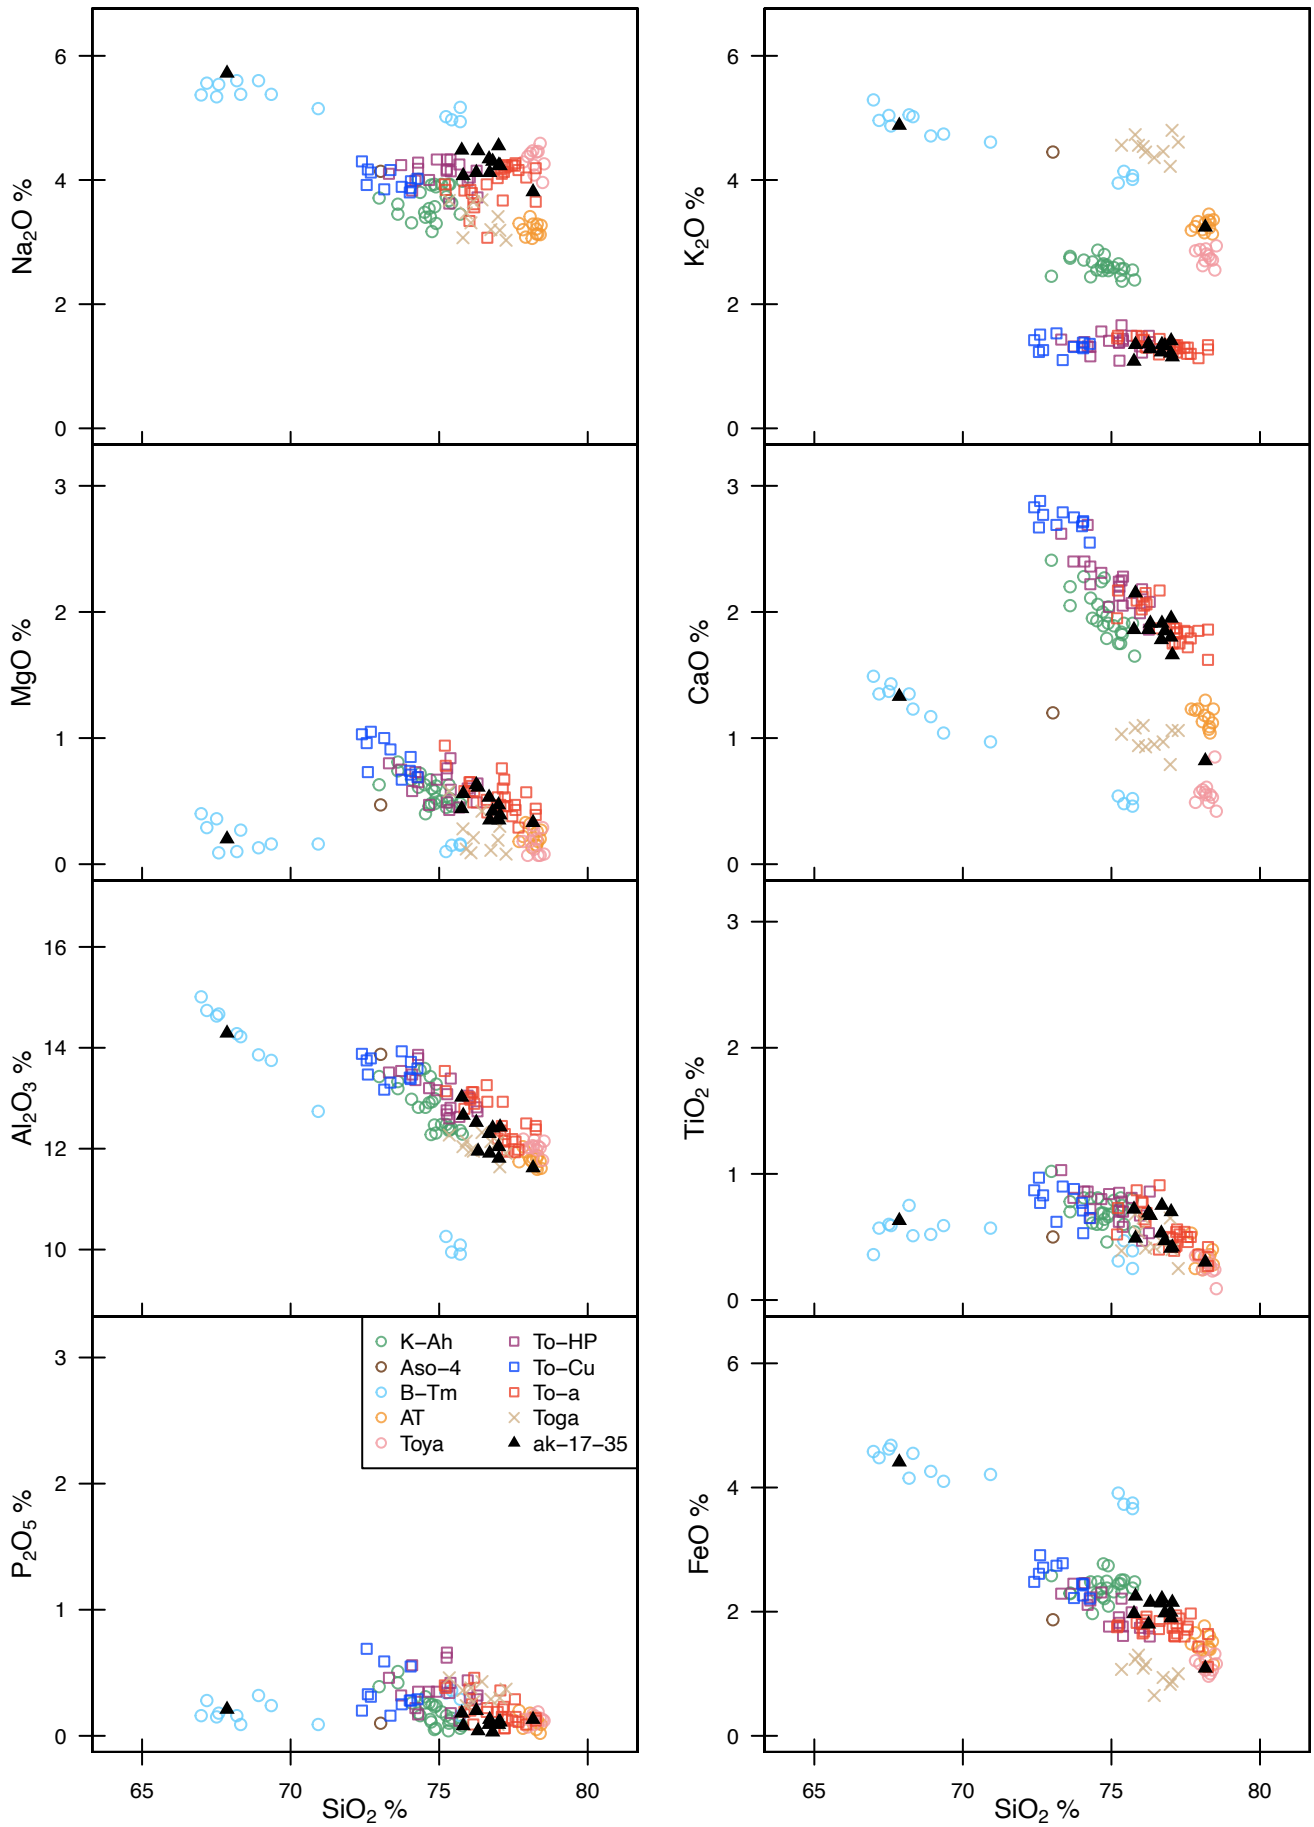 6
4
2
0
Na₂O %
6
4
2
0
K₂O %
3
2
1
0
MgO %
3
2
1
0
CaO %
16
14
12
10
Al₂O₃ %
3
2
1
0
TiO₂ %
3
2
1
0
P₂O₅ %
K−Ah
Aso−4
B−Tm
AT
Toya
To−HP
To−Cu
To−a
Toga
ak−17−35
65 70 75 80
SiO₂ %
6
4
2
0
FeO %
65 70 75 80
SiO₂ %